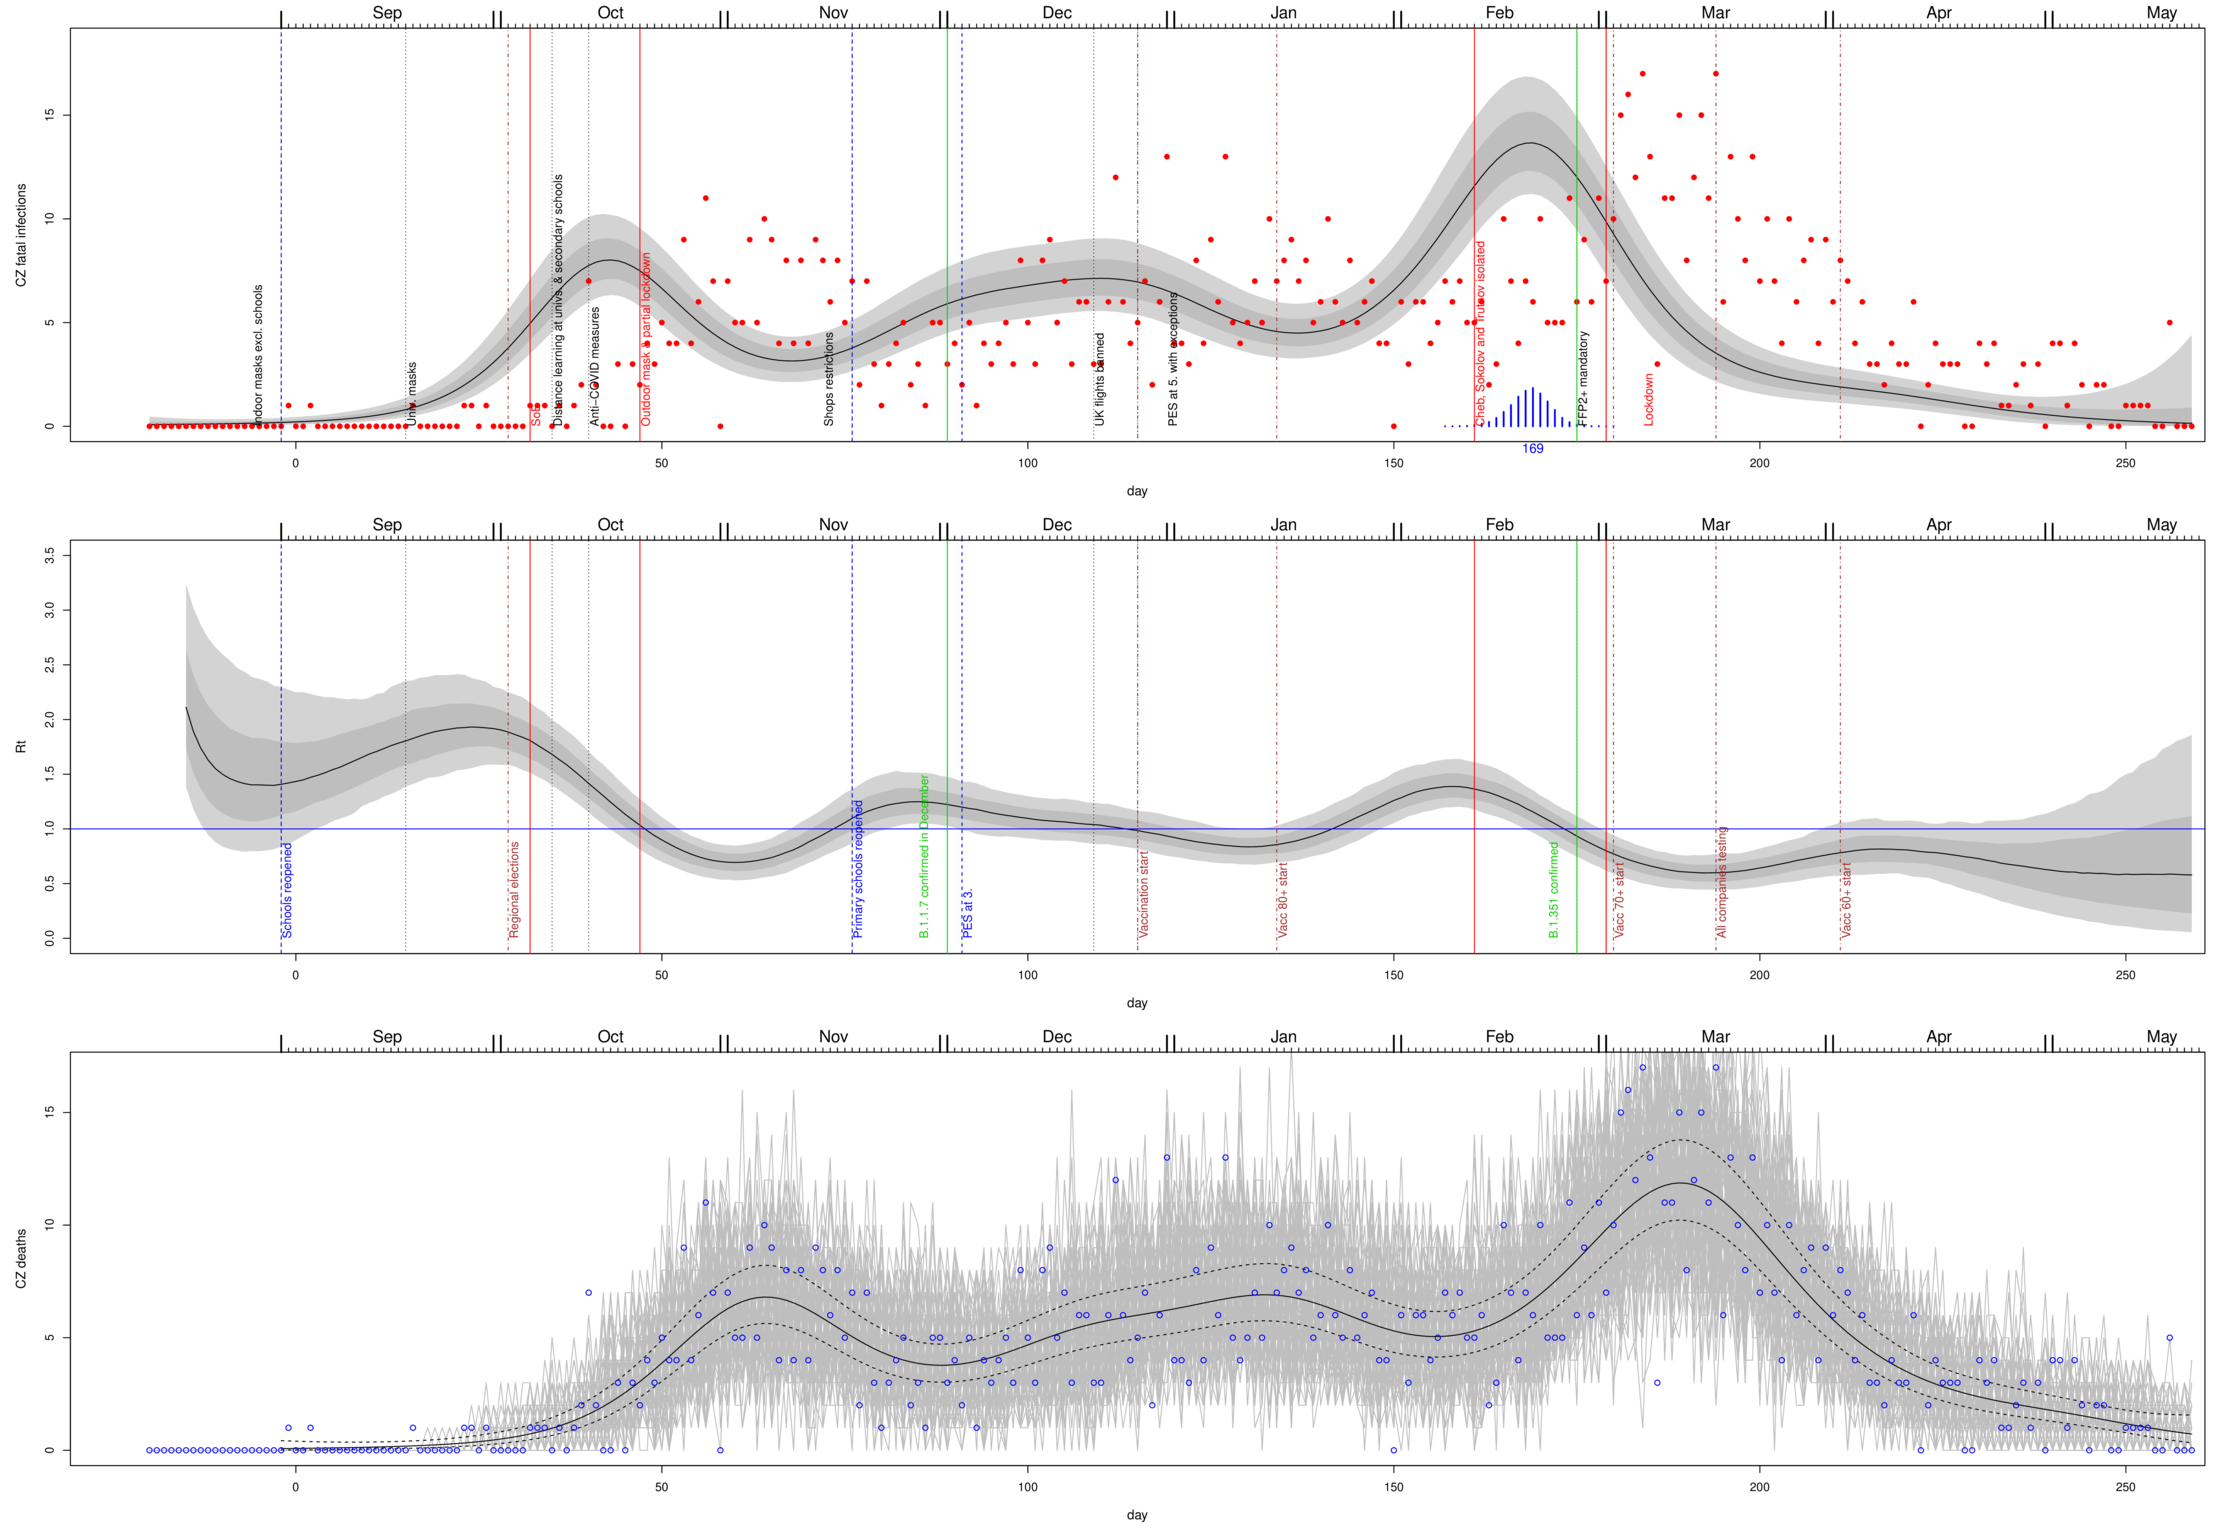 Sep Oct Nov Dec Jan Feb Mar Apr May
CZ fatal infections
0 5 10 15
Indoor masks excl. schools
Univ. masks
SoE
Distance learning at univs. & secondary schools
Anti−COVID measures
Outdoor mask & partial lockdown
Shops restrictions
UK flights banned
PES at 5. with exceptions
Cheb, Sokolov and Trutnov isolated
FFP2+ mandatory
Lockdown
169
0 50 100 150 200 250
day
Sep Oct Nov Dec Jan Feb Mar Apr May
Rt
0.0 0.5 1.0 1.5 2.0 2.5 3.0 3.5
Schools reopened
Regional elections
Primary schools reopened
B.1.1.7 confirmed in December
PES at 3.
Vaccination start
Vacc 80+ start
B.1.351 confirmed
Vacc 70+ start
All companies testing
Vacc 60+ start
0 50 100 150 200 250
day
Sep Oct Nov Dec Jan Feb Mar Apr May
CZ deaths
0 5 10 15
0 50 100 150 200 250
day